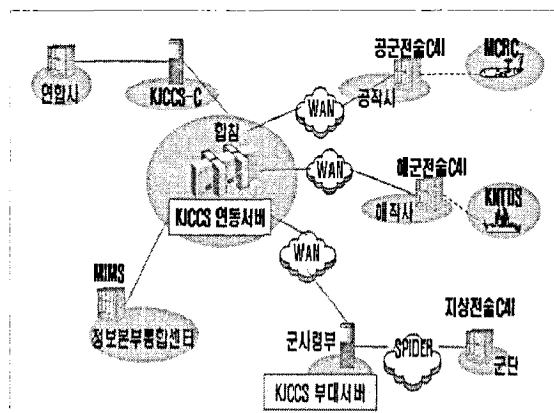 공군전술C4I
MCRC
연합사
KJCCS-C
WAN
공작사
합참
WAN
해군전술C4I
KNTDS
해작사
KJCCS 연동서버
WAN
MIMS
정보본부통합센터
지상전술C4I
군사령부
SPIDER
군단
KJCCS 부대서버